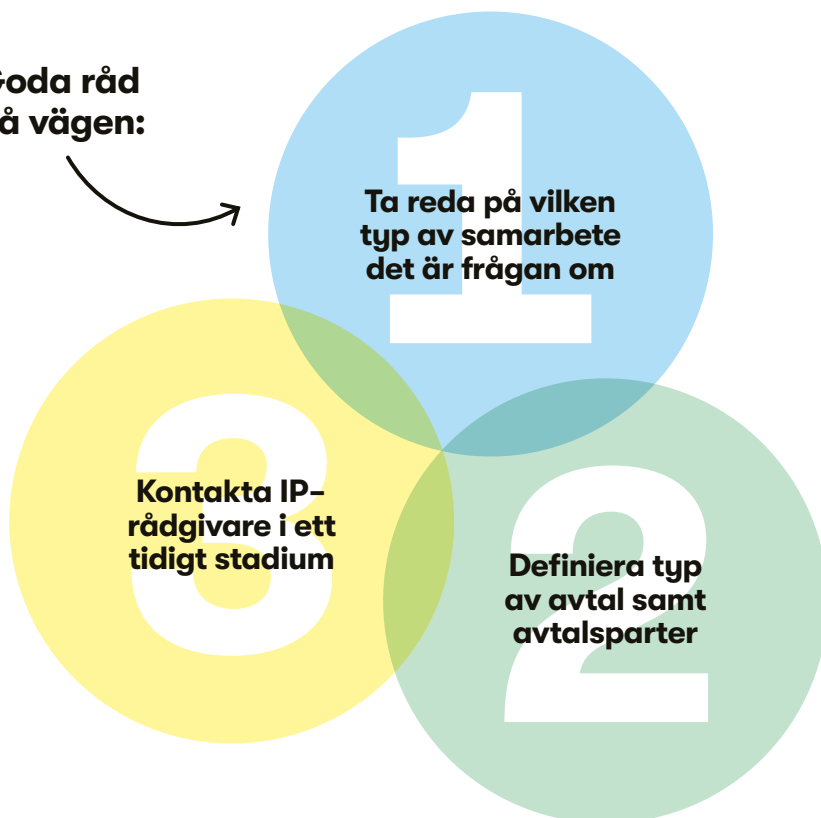 Goda råd
på vägen:
1
Ta reda på vilken
typ av samarbete
det är frågan om
2
Definiera typ
av avtal samt
avtalsparter
3
Kontakta IP-
rådgivare i ett
tidigt stadium